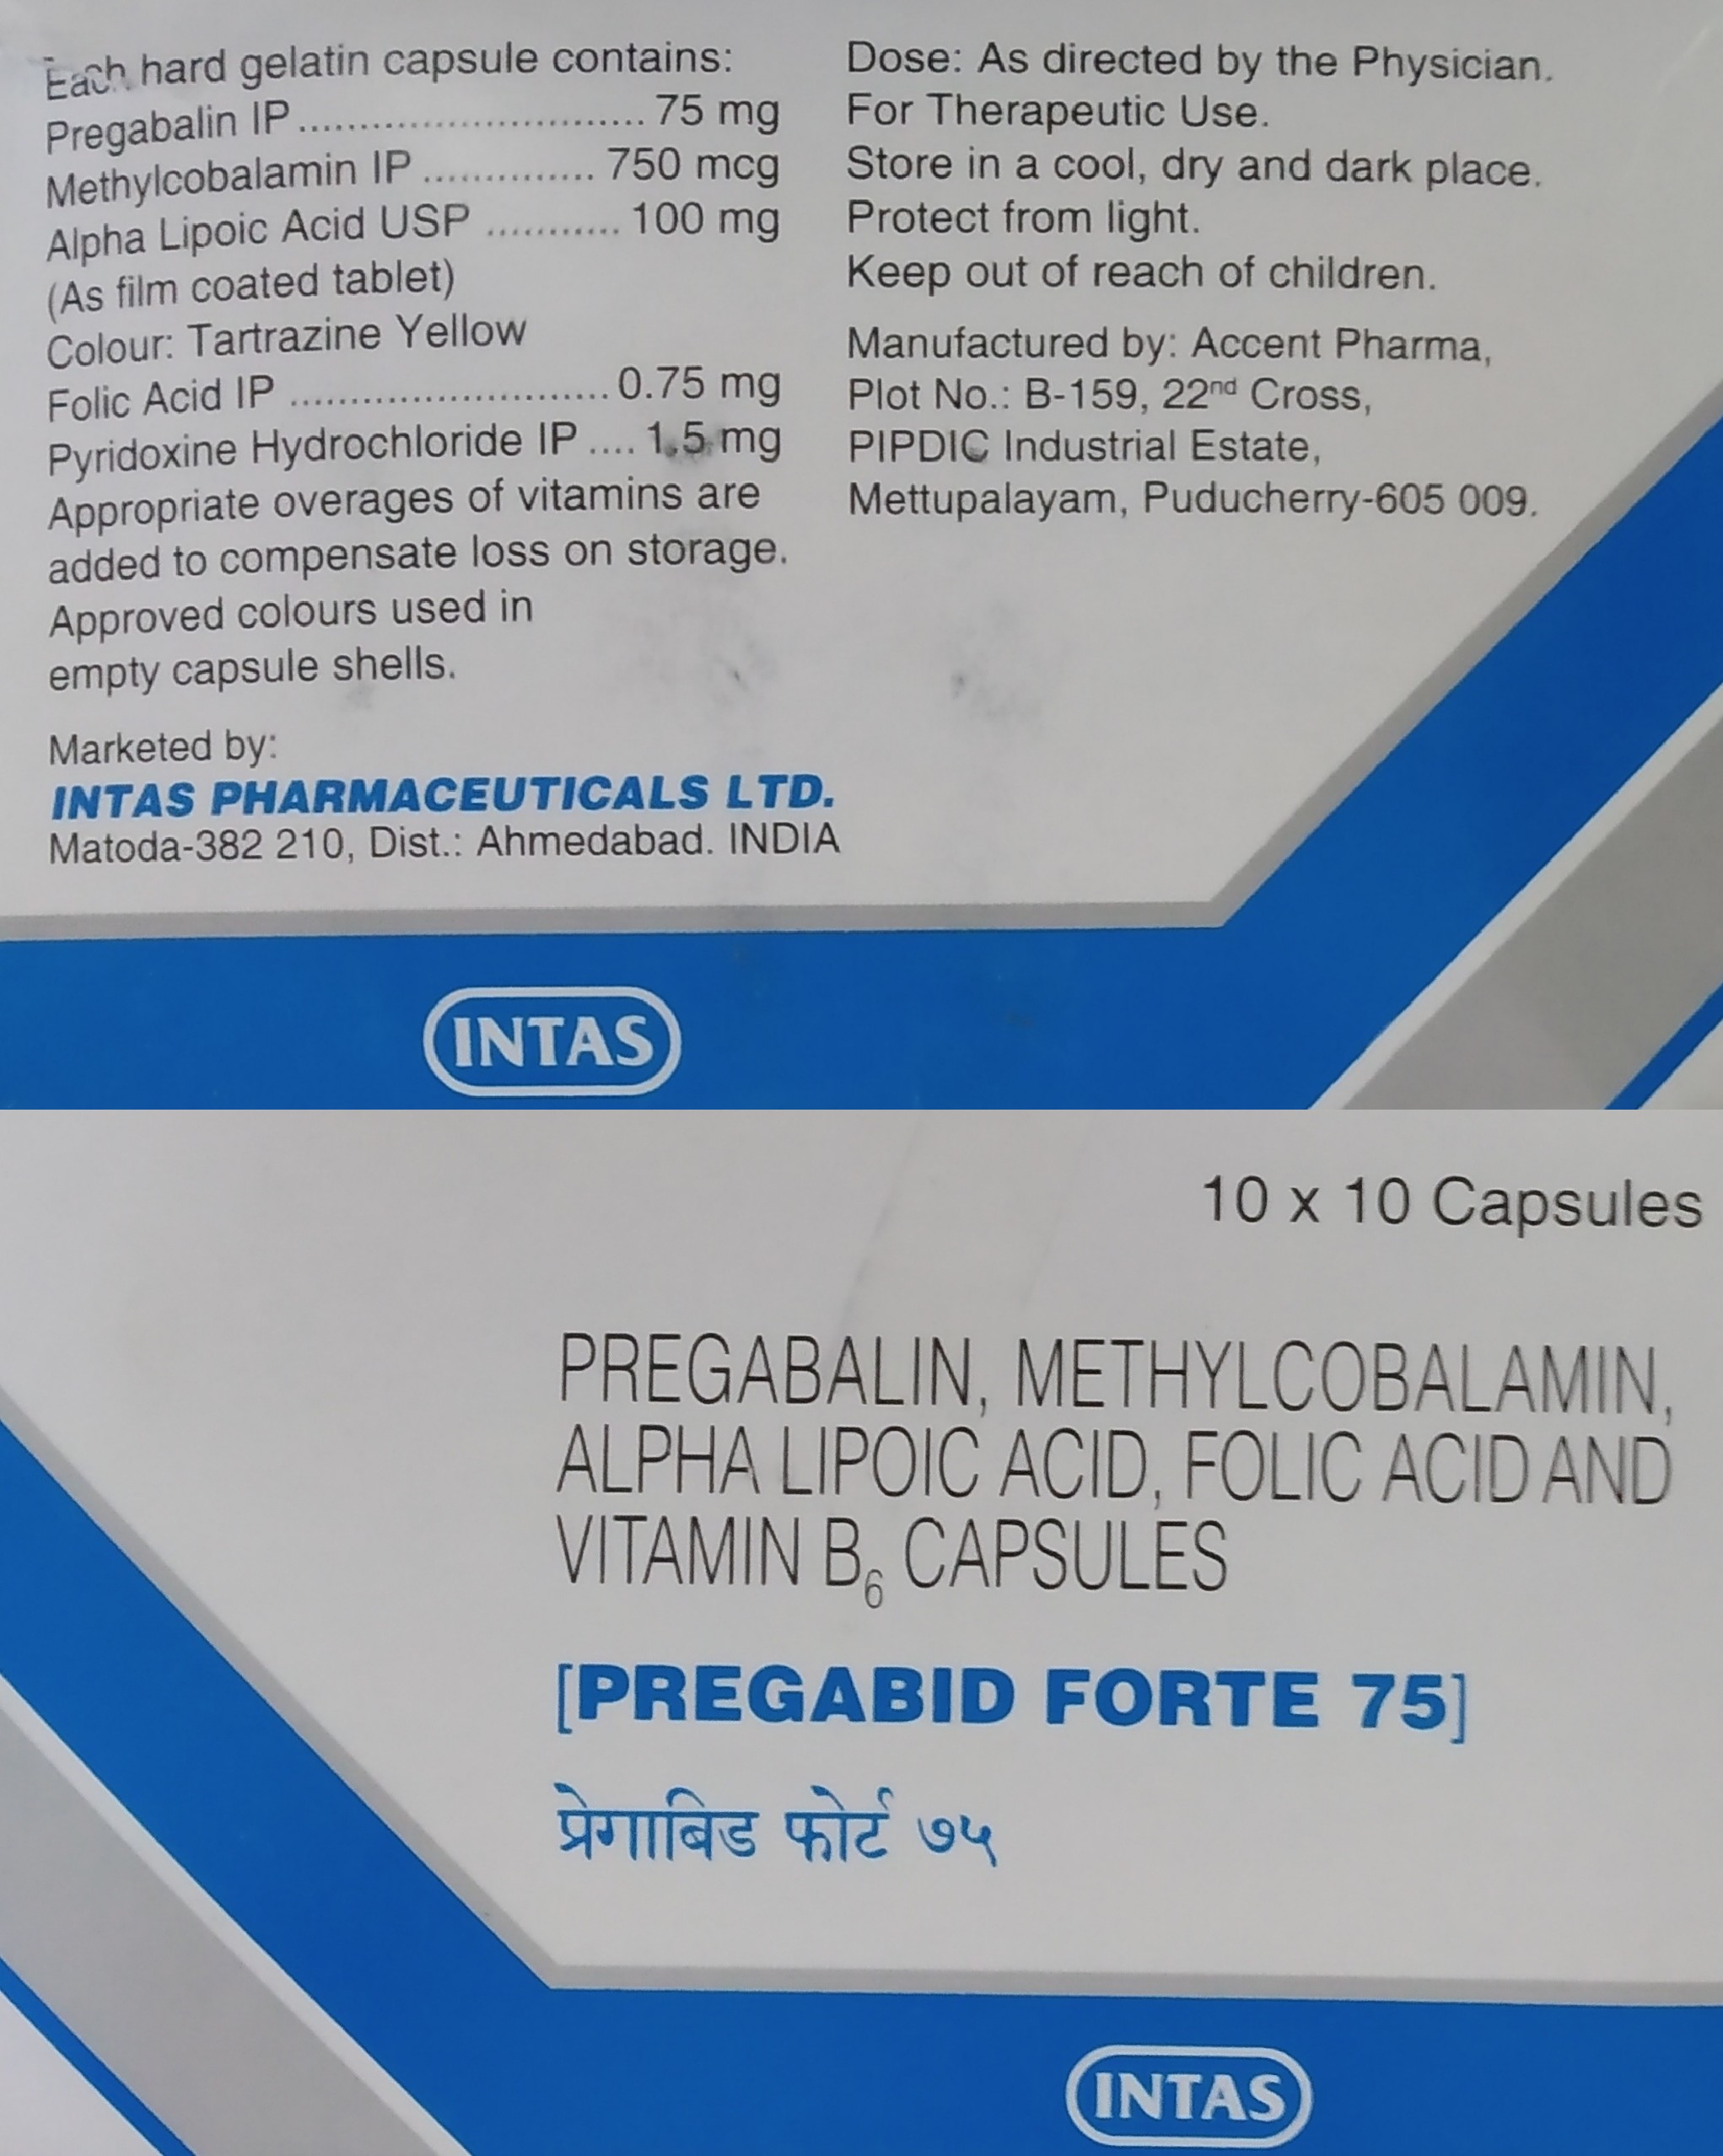 Each hard gelatin capsule contains:
Pregabalin IP ............................. 75 mg
Methylcobalamin IP .............. 750 mcg
Alpha Lipoic Acid USP ........... 100 mg
(As film coated tablet)
Colour: Tartrazine Yellow
Folic Acid IP .......................... 0.75 mg
Pyridoxine Hydrochloride IP .... 1.5 mg
Appropriate overages of vitamins are
added to compensate loss on storage.
Approved colours used in
empty capsule shells.
Marketed by:
INTAS PHARMACEUTICALS LTD.
Matoda-382 210, Dist.: Ahmedabad. INDIA
Dose: As directed by the Physician.
For Therapeutic Use.
Store in a cool, dry and dark place.
Protect from light.
Keep out of reach of children.
Manufactured by: Accent Pharma,
Plot No.: B-159, 22nd Cross,
PIPDIC Industrial Estate,
Mettupalayam, Puducherry-605 009.
INTAS
10 x 10 Capsules
PREGABALIN, METHYLCOBALAMIN,
ALPHA LIPOIC ACID, FOLIC ACID AND
VITAMIN B6 CAPSULES
[PREGABID FORTE 75]
प्रेगाबिड फोर्ट ७५
INTAS